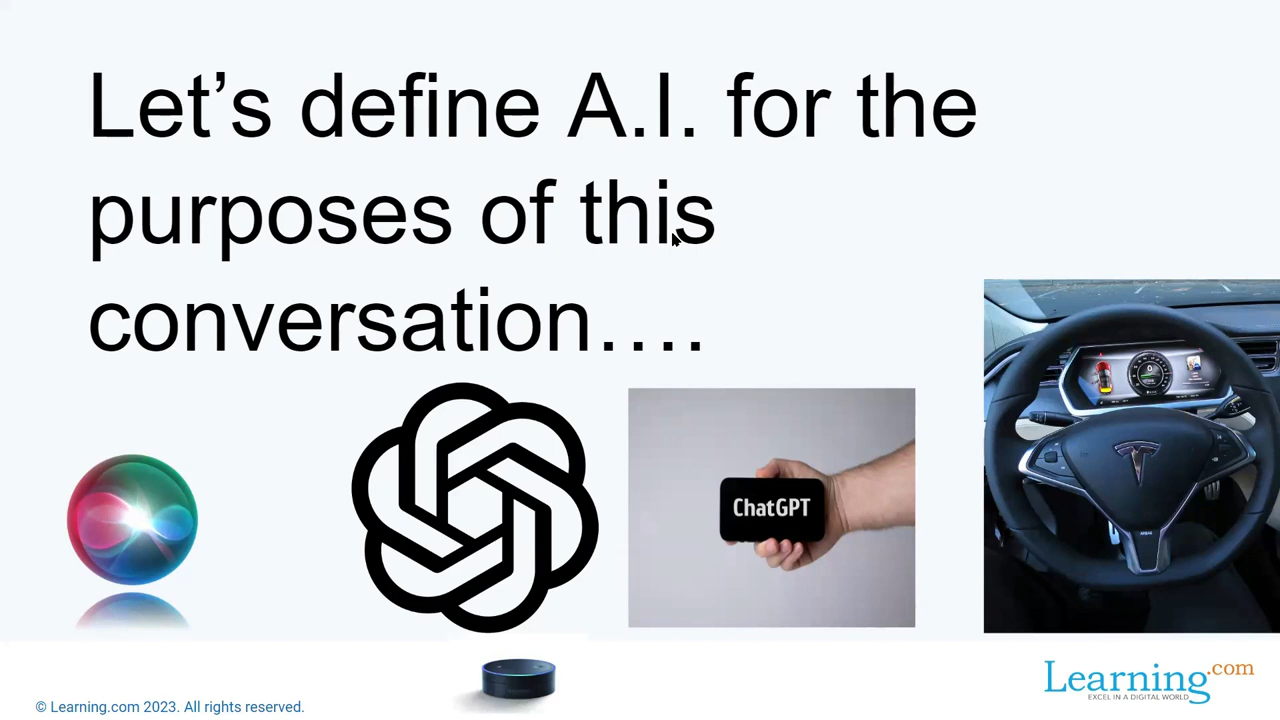 Let’s define A.I. for the
purposes of this
conversation….
ChatGPT
Learning.com
EXCEL IN A DIGITAL WORLD
© Learning.com 2023. All rights reserved.